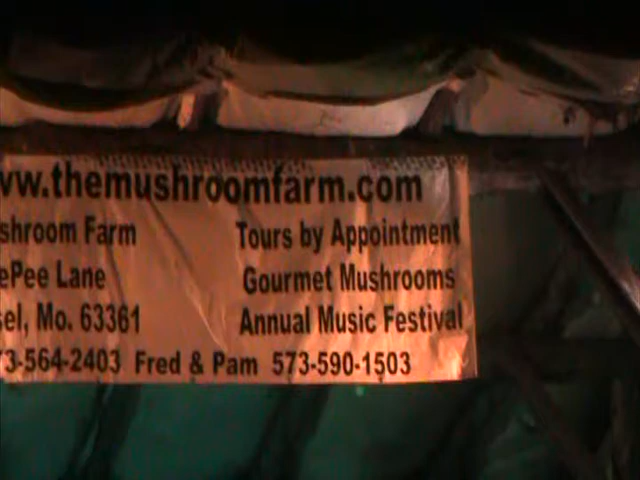 ww.themushroomfarm.com
shroom Farm Tours by Appointment
ePee Lane Gourmet Mushrooms
sel, Mo. 63361 Annual Music Festival
73-564-2403 Fred & Pam 573-590-1503